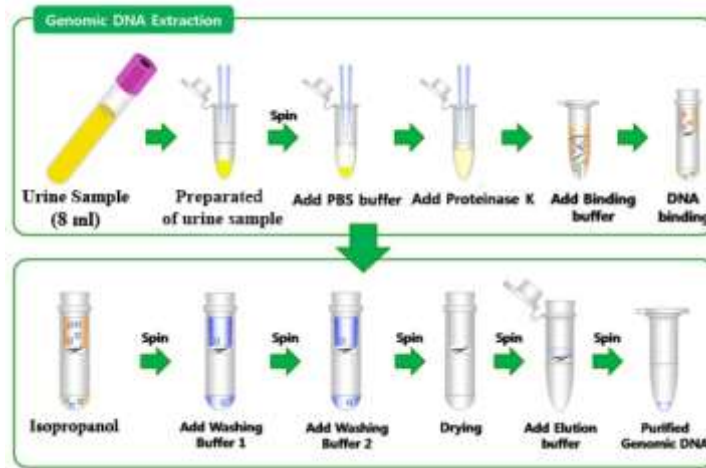 Genomic DNA Extraction
Spin
Urine Sample
(8 ml)
Preparated
of urine sample
Add PBS buffer
Add Proteinase K
Add Binding
buffer
DNA
binding
Spin
Spin
Spin
Spin
Spin
Isopropanol
Add Washing
Buffer 1
Add Washing
Buffer 2
Drying
Add Elution
buffer
Purified
Genomic DNA